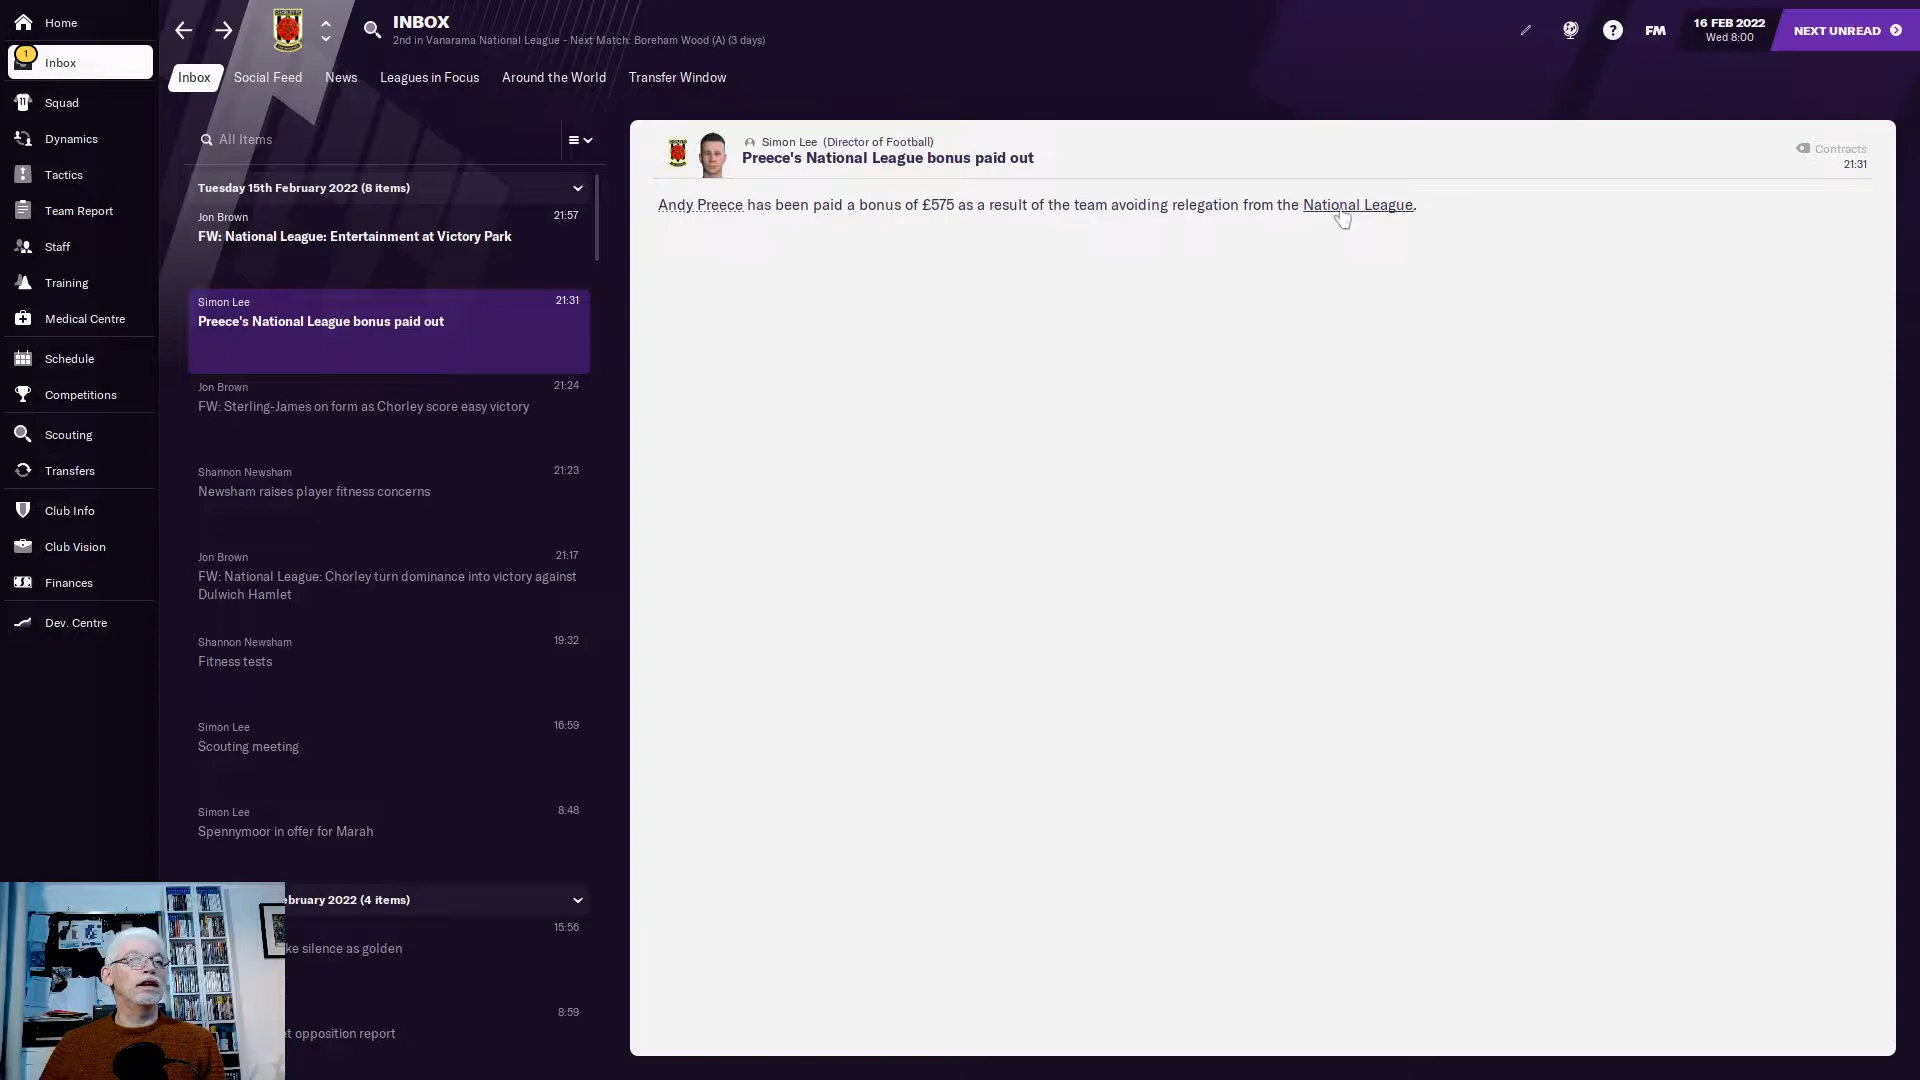 Home
1
Inbox
Squad
Dynamics
Tactics
Team Report
Staff
Training
Medical Centre
Schedule
Competitions
Scouting
Transfers
Club Info
Club Vision
Finances
Dev. Centre
INBOX
2nd in Vanarama National League - Next Match: Boreham Wood (A) (3 days)
FM
16 FEB 2022
Wed 8:00
NEXT UNREAD
Inbox Social Feed News Leagues in Focus Around the World Transfer Window
All Items
Tuesday 15th February 2022 (8 items)
Jon Brown 21:57
FW: National League: Entertainment at Victory Park
Simon Lee 21:31
Preece's National League bonus paid out
Jon Brown 21:24
FW: Sterling-James on form as Chorley score easy victory
Shannon Newsham 21:23
Newsham raises player fitness concerns
Jon Brown 21:17
FW: National League: Chorley turn dominance into victory against
Dulwich Hamlet
Shannon Newsham 19:32
Fitness tests
Simon Lee 16:59
Scouting meeting
Simon Lee 8:48
Spennymoor in offer for Marah
ebruary 2022 (4 items)
15:56
ke silence as golden
8:59
et opposition report
Simon Lee (Director of Football)
Preece's National League bonus paid out
Contracts
21:31
Andy Preece has been paid a bonus of £575 as a result of the team avoiding relegation from the National League.